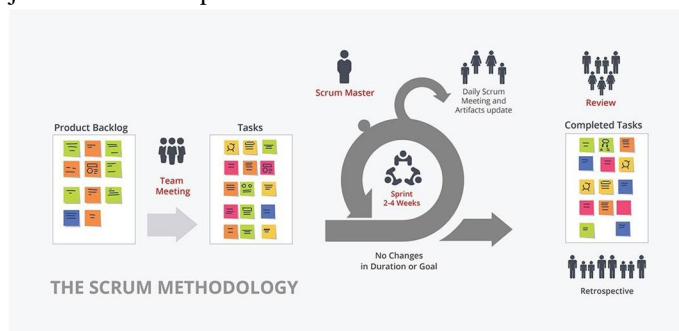 Scrum Master
Daily Scrum
Meeting and
Artifacts update
Review
Product Backlog
Team
Meeting
Tasks
Sprint
2-4 Weeks
Completed Tasks
No Changes
in Duration or Goal
THE SCRUM METHODOLOGY
Retrospective